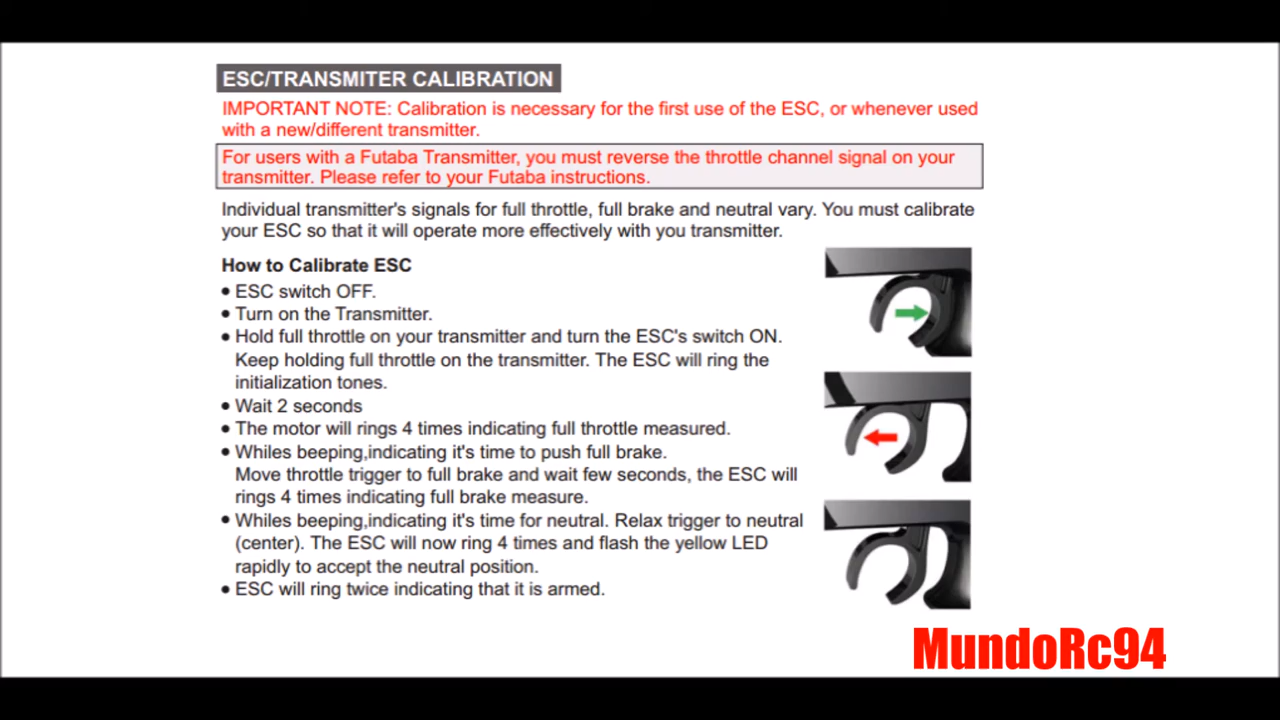 ESC/TRANSMITER CALIBRATION
IMPORTANT NOTE: Calibration is necessary for the first use of the ESC, or whenever used
with a new/different transmitter.
For users with a Futaba Transmitter, you must reverse the throttle channel signal on your
transmitter. Please refer to your Futaba instructions.
Individual transmitter's signals for full throttle, full brake and neutral vary. You must calibrate
your ESC so that it will operate more effectively with you transmitter.
How to Calibrate ESC
• ESC switch OFF.
• Turn on the Transmitter.
• Hold full throttle on your transmitter and turn the ESC's switch ON.
Keep holding full throttle on the transmitter. The ESC will ring the
initialization tones.
• Wait 2 seconds
• The motor will rings 4 times indicating full throttle measured.
• Whiles beeping,indicating it's time to push full brake.
Move throttle trigger to full brake and wait few seconds, the ESC will
rings 4 times indicating full brake measure.
• Whiles beeping,indicating it's time for neutral. Relax trigger to neutral
(center). The ESC will now ring 4 times and flash the yellow LED
rapidly to accept the neutral position.
• ESC will ring twice indicating that it is armed.
MundoRc94